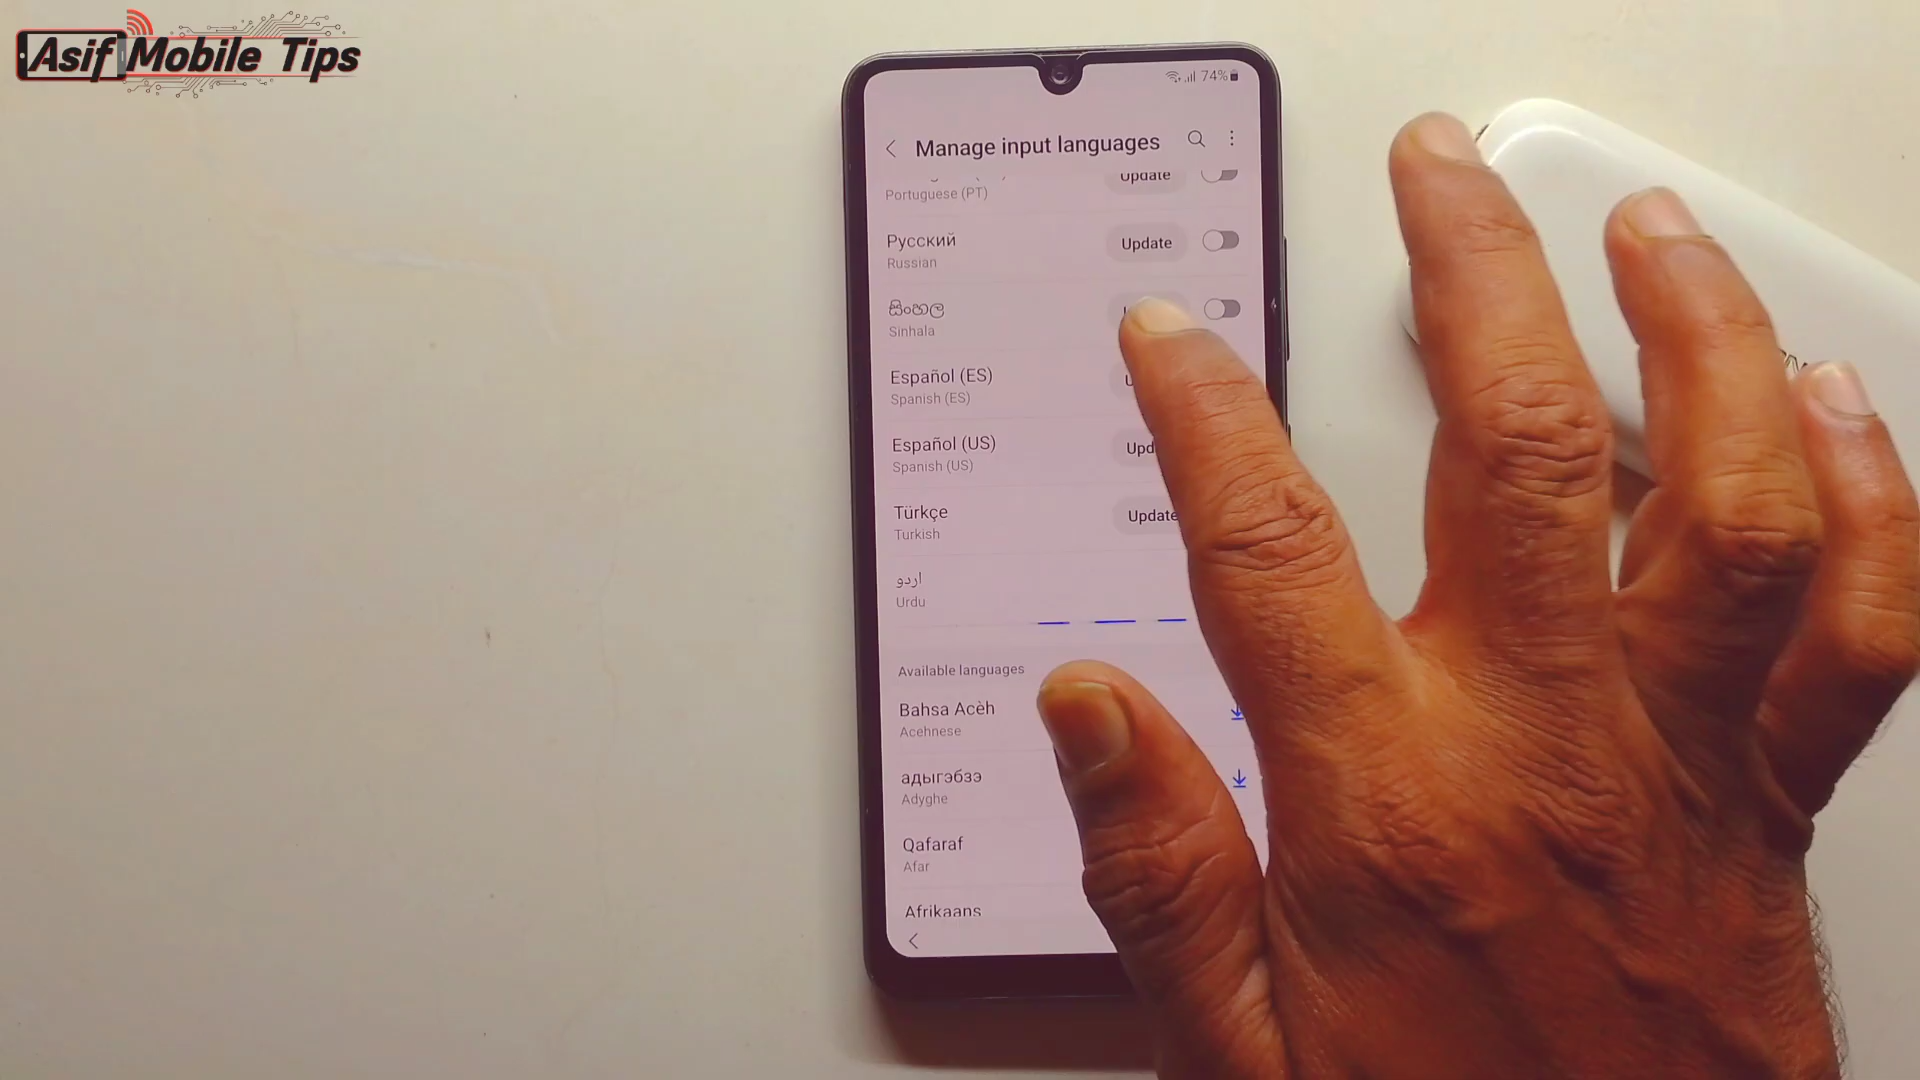 Asif Mobile Tips
74%
Manage input languages
Portuguese (PT)
Update
Русский
Update
Russian
සිංහල
Sinhala
Español (ES)
Spanish (ES)
Español (US)
Spanish (US)
Türkçe
Update
Turkish
اردو
Urdu
Available languages
Bahsa Acèh
Acehnese
адыгэбзэ
Adyghe
Qafaraf
Afar
Afrikaans